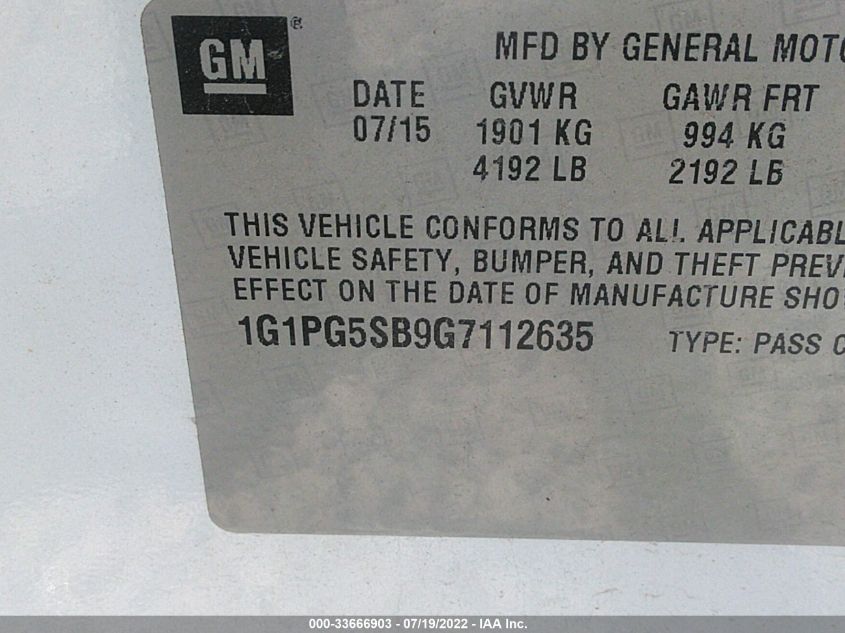 GM ®
MFD BY GENERAL MOTO
DATE GVWR GAWR FRT
07/15 1901 KG 994 KG
4192 LB 2192 LB
THIS VEHICLE CONFORMS TO ALL APPLICABL
VEHICLE SAFETY, BUMPER, AND THEFT PREV
EFFECT ON THE DATE OF MANUFACTURE SHO
1G1PG5SB9G7112635 TYPE: PASS C
000-33666903 - 07/19/2022 - IAA Inc.